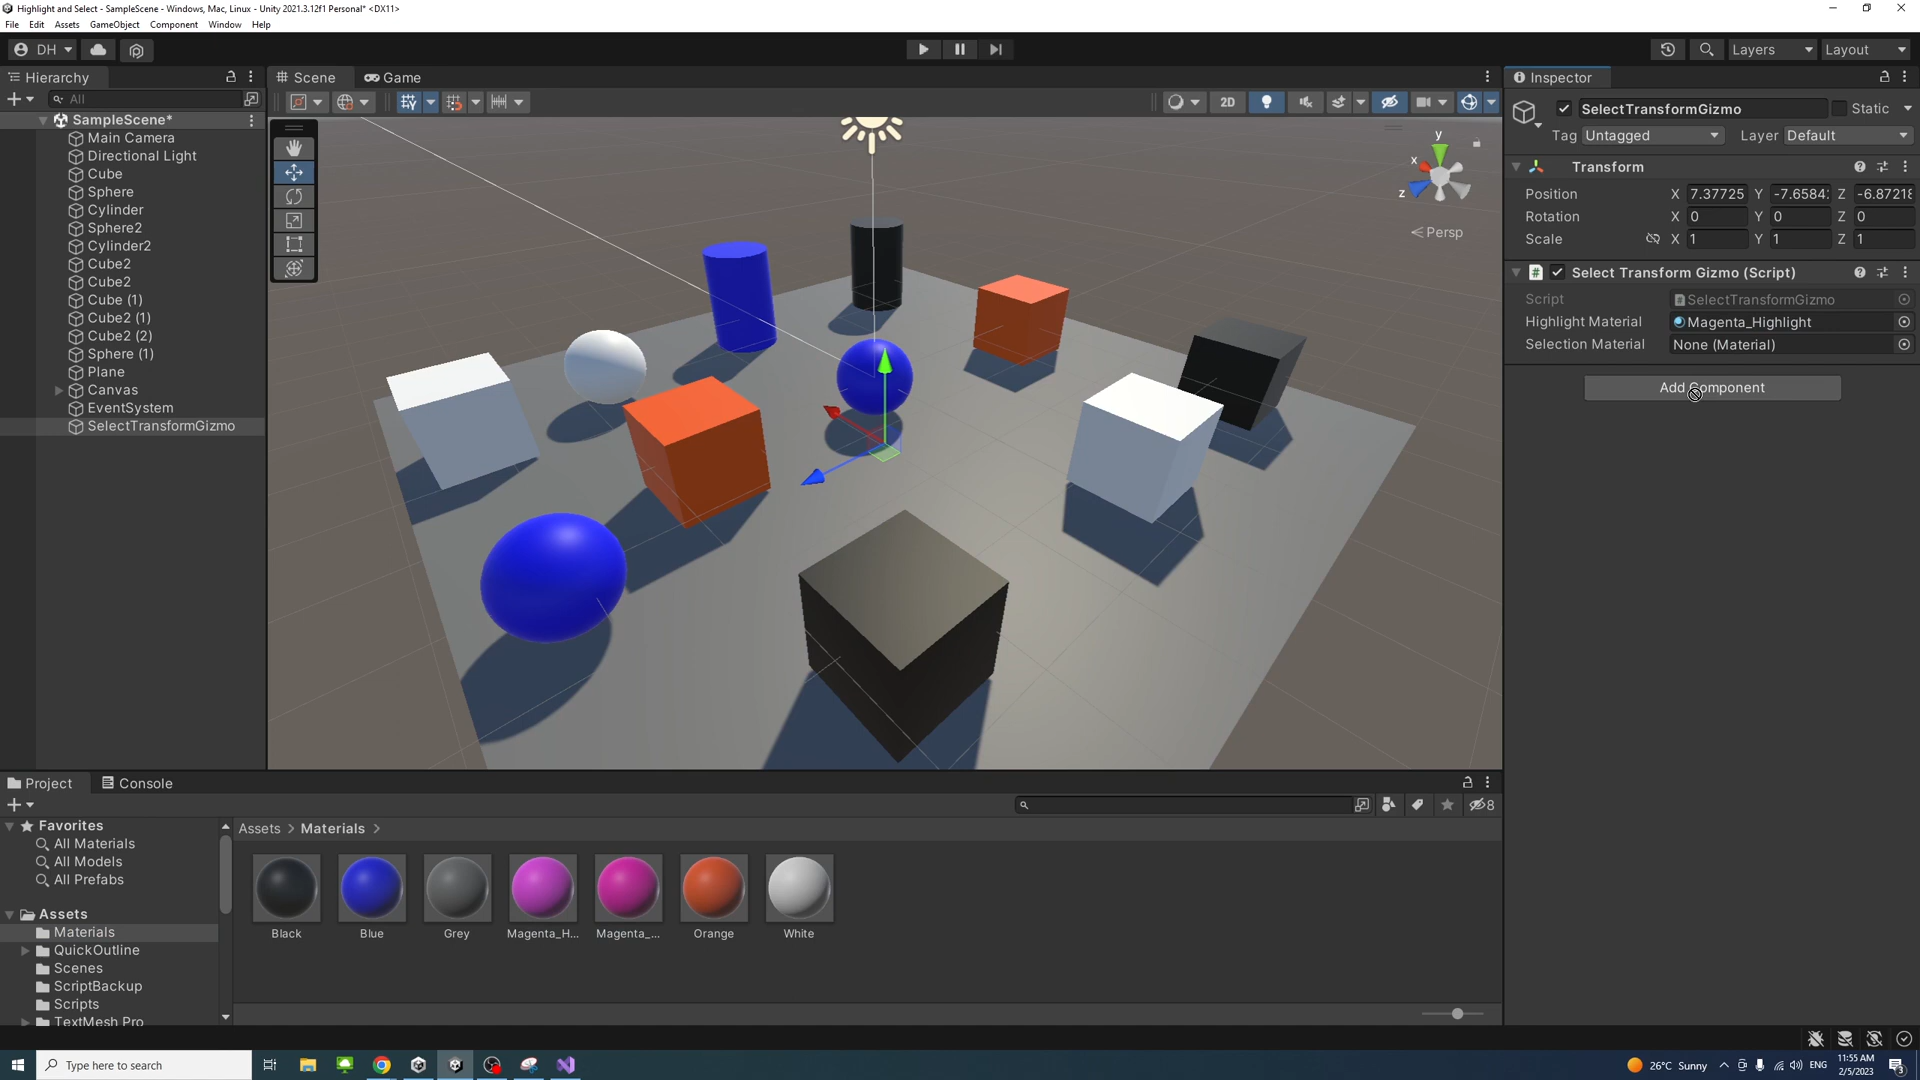 Highlight and Select - SampleScene - Windows, Mac, Linux - Unity 2021.3.12f1 Personal* <DX11>
File Edit Assets GameObject Component Window Help
DH Layers Layout
Hierarchy
All
SampleScene*
Main Camera
Directional Light
Cube
Sphere
Cylinder
Sphere2
Cylinder2
Cube2
Cube2
Cube (1)
Cube2 (1)
Cube2 (2)
Sphere (1)
Plane
Canvas
EventSystem
SelectTransformGizmo
Scene Game
2D
y
x
z
Persp
Inspector
SelectTransformGizmo Static
Tag Untagged Layer Default
Transform
Position X 7.37725 Y -7.6584 Z -6.87218
Rotation X 0 Y 0 Z 0
Scale X 1 Y 1 Z 1
# Select Transform Gizmo (Script)
Script SelectTransformGizmo
Highlight Material Magenta_Highlight
Selection Material None (Material)
Add Component
Project Console
8
Favorites
All Materials
All Models
All Prefabs
Assets
Materials
QuickOutline
Scenes
ScriptBackup
Scripts
TextMesh Pro
Assets > Materials >
Black Blue Grey Magenta_H... Magenta_... Orange White
Type here to search
26°C Sunny
ENG
11:55 AM
2/5/2023
3